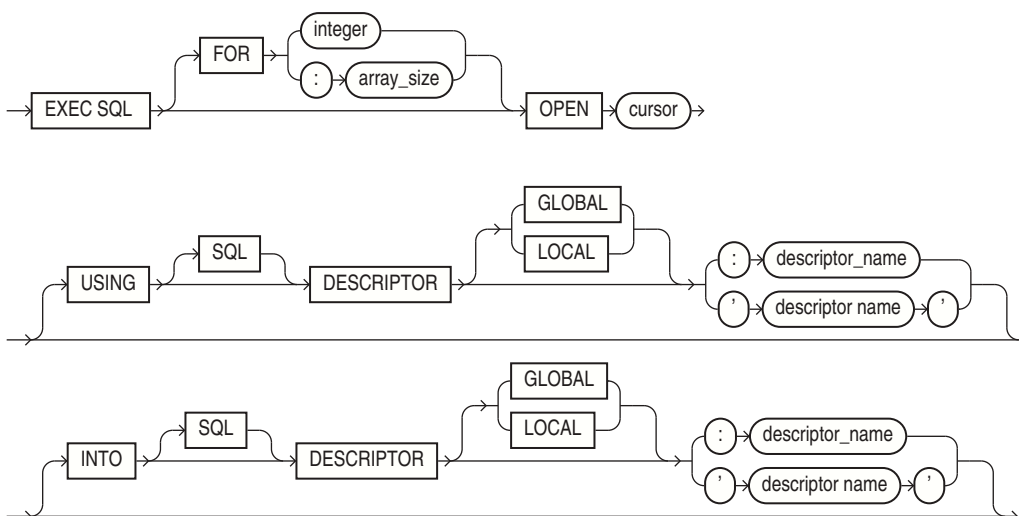 integer
FOR
: array_size
EXEC SQL OPEN cursor
GLOBAL
SQL LOCAL : descriptor_name
USING DESCRIPTOR ' descriptor name '
GLOBAL
SQL LOCAL : descriptor_name
INTO DESCRIPTOR ' descriptor name '